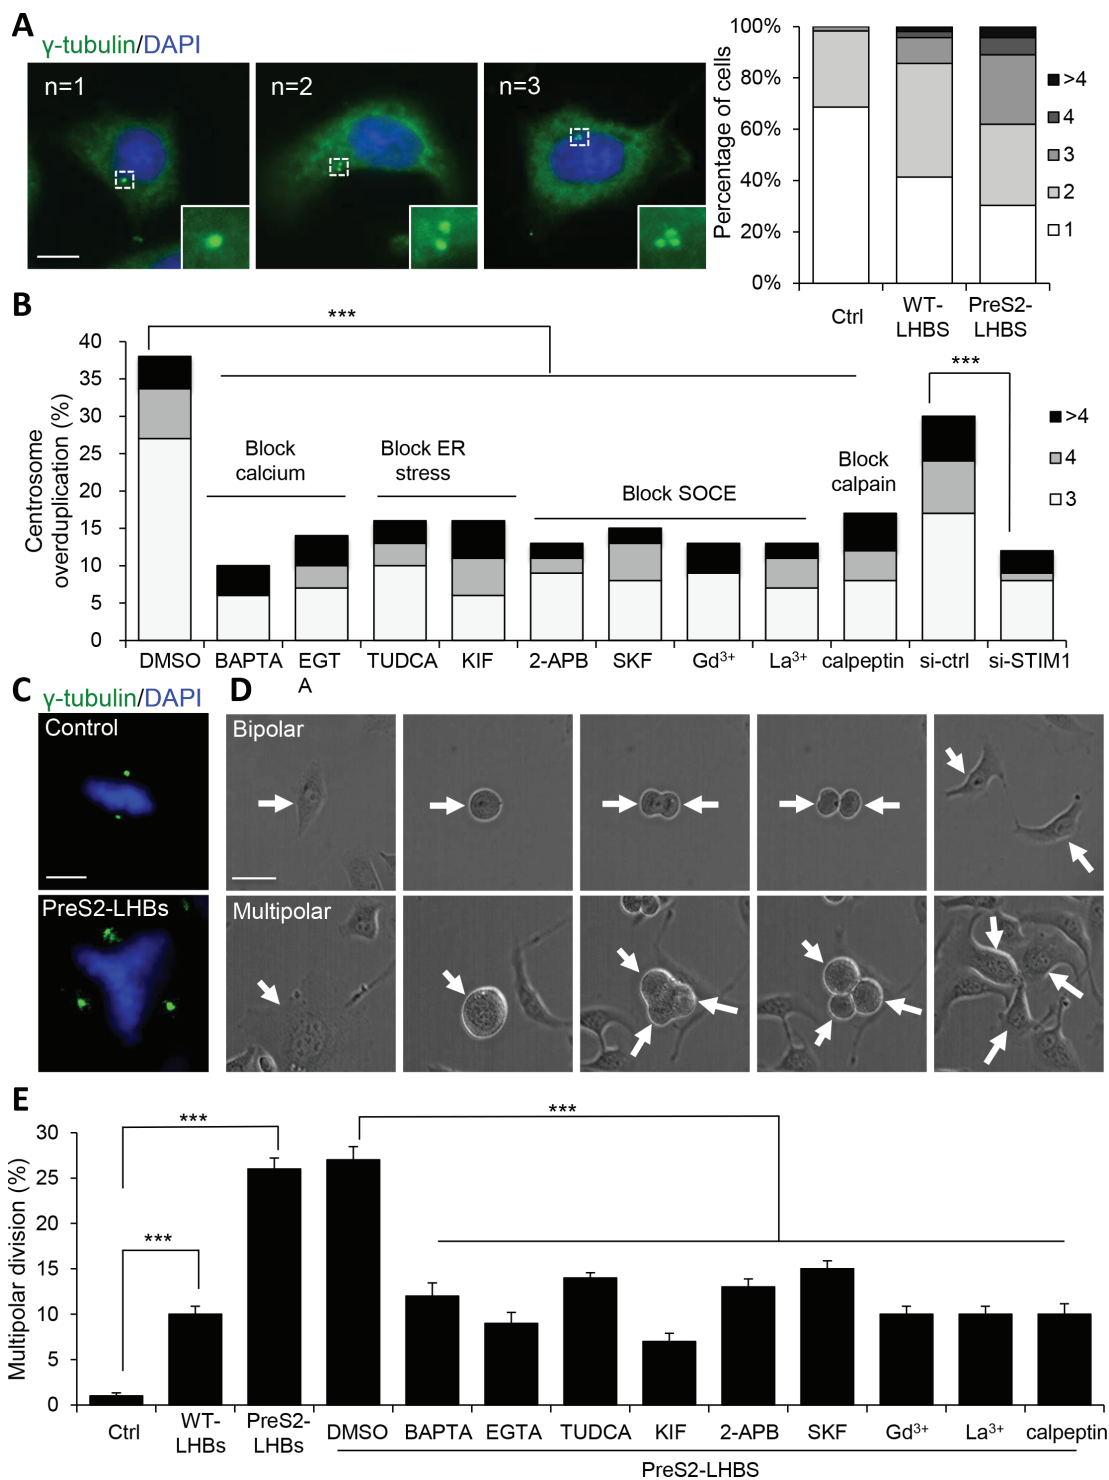 A
γ-tubulin/DAPI
n=1
n=2
n=3
Percentage of cells
100%
80%
60%
40%
20%
0%
>4
4
3
2
1
Ctrl
WT-
LHBS
PreS2-
LHBS
B
Centrosome
overduplication (%)
40
35
30
25
20
15
10
5
0
***
***
Block
calcium
Block ER
stress
Block SOCE
Block
calpain
>4
4
3
DMSO
BAPTA
EGT
A
TUDCA
KIF
2-APB
SKF
Gd³⁺
La³⁺
calpeptin
si-ctrl
si-STIM1
C
γ-tubulin/DAPI
Control
PreS2-LHBs
D
Bipolar
Multipolar
E
Multipolar division (%)
30
25
20
15
10
5
0
***
***
***
Ctrl
WT-
LHBs
PreS2-
LHBs
DMSO
BAPTA
EGTA
TUDCA
KIF
2-APB
SKF
Gd³⁺
La³⁺
calpeptin
PreS2-LHBS